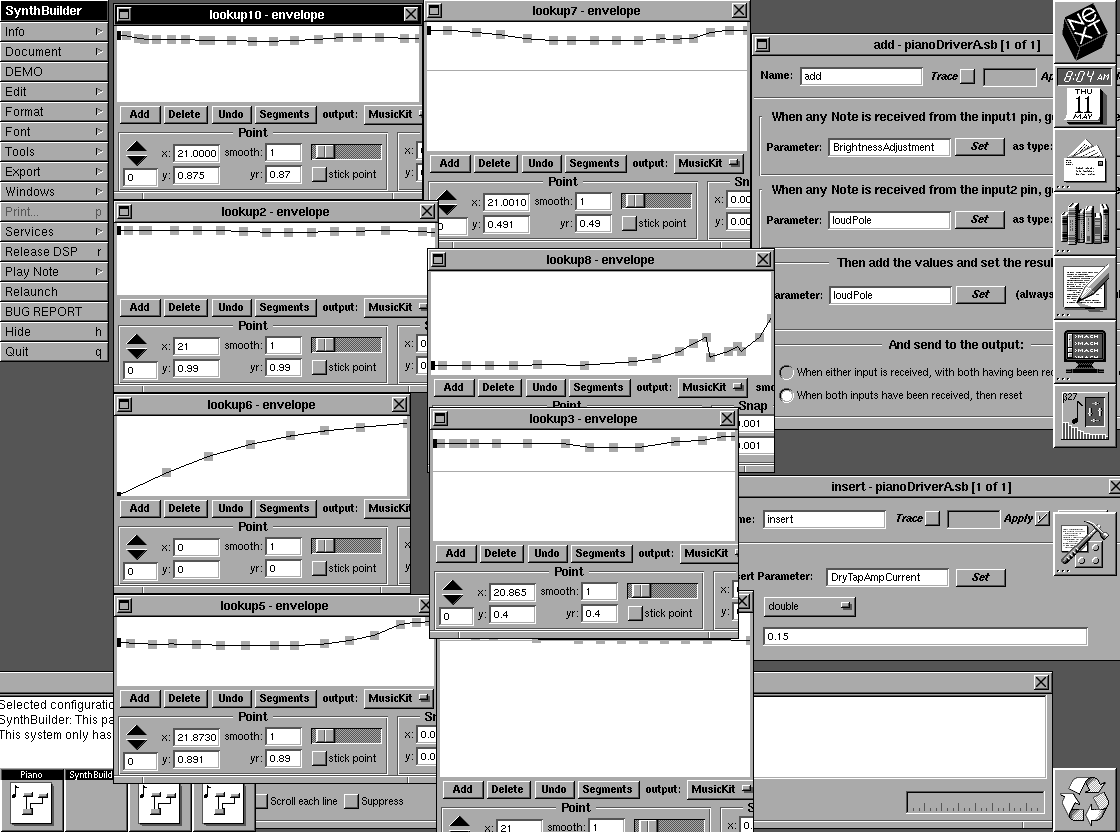 SynthBuilder
Info
Document
DEMO
Edit
Format
Font
Tools
Export
Windows
Print... p
Services
Release DSP r
Play Note
Relaunch
BUG REPORT
Hide h
Quit q
lookup10 - envelope
Add Delete Undo Segments output: MusicKit
Point
x: 21.0000 smooth: 1
0 y: 0.875 yr: 0.87 stick point
x:
y:
lookup2 - envelope
Add Delete Undo Segments output: MusicKit
Point
x: 21 smooth: 1
0 y: 0.99 yr: 0.99 stick point
lookup6 - envelope
Add Delete Undo Segments output: MusicKit
Point
x: 0 smooth: 1
0 y: 0 yr: 0 stick point
lookup5 - envelope
Add Delete Undo Segments output: MusicKit
Point
x: 21.8730 smooth: 1
0 y: 0.891 yr: 0.89 stick point
x: 0.0
y: 0.0
lookup7 - envelope
Add Delete Undo Segments output: MusicKit
Point
x: 21.0010 smooth: 1
y: 0.491 yr: 0.49 stick point
x: 0.00
y: 0.00
lookup8 - envelope
Add Delete Undo Segments output: MusicKit
Point
Snap
.001
.001
lookup3 - envelope
Add Delete Undo Segments output: MusicKit
Point
x: 20.865 smooth: 1
0 y: 0.4 yr: 0.4 stick point
x:
y:
Add Delete Undo Segments output: MusicKit
Point
x: 21 smooth: 1
add - pianoDriverA.sb [1 of 1]
Name: add Trace
When any Note is received from the input1 pin, g
Parameter: BrightnessAdjustment Set as type:
When any Note is received from the input2 pin, g
Parameter: loudPole Set as type:
Then add the values and set the resul
arameter: loudPole Set (always
And send to the output:
When either input is received, with both having been rec
When both inputs have been received, then reset
insert - pianoDriverA.sb [1 of 1]
me: insert Trace Apply
sert Parameter: DryTapAmpCurrent Set
double
0.15
NeXT
8:04 AM
THU
11
MAY
MACH
MACH
MACH
β27
Selected configuratio
SynthBuilder: This pa
This system only has
Piano
SynthBuild
Scroll each line Suppress